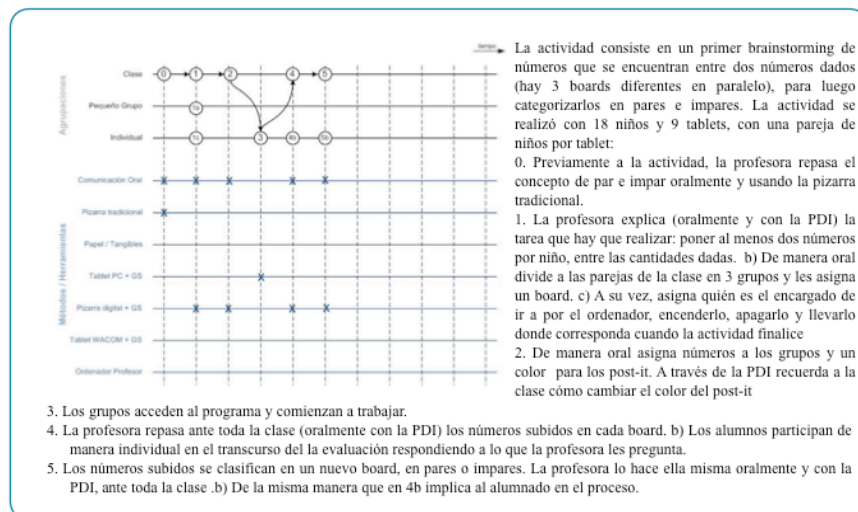 tiempo
La actividad consiste en un primer brainstorming de
números que se encuentran entre dos números dados
(hay 3 boards diferentes en paralelo), para luego
categorizarlos en pares e impares. La actividad se
realizó con 18 niños y 9 tablets, con una pareja de
niños por tablet:
0. Previamente a la actividad, la profesora repasa el
concepto de par e impar oralmente y usando la pizarra
tradicional.
1. La profesora explica (oralmente y con la PDI) la
tarea que hay que realizar: poner al menos dos números
por niño, entre las cantidades dadas. b) De manera oral
divide a las parejas de la clase en 3 grupos y les asigna
un board. c) A su vez, asigna quién es el encargado de
ir a por el ordenador, encenderlo, apagarlo y llevarlo
donde corresponda cuando la actividad finalice
2. De manera oral asigna números a los grupos y un
color para los post-it. A través de la PDI recuerda a la
clase cómo cambiar el color del post-it
Agrupaciones
Clase 0 1 2 4 5
Pequeño Grupo
Individual 1c 3 4b 5b
Métodos / Herramientas
Comunicación Oral
Pizarra tradicional
Papel / Tangibles
Tablet PC + GS
Pizarra digital + GS
Tablet WACOM + GS
Ordenador Profesor
3. Los grupos acceden al programa y comienzan a trabajar.
4. La profesora repasa ante toda la clase (oralmente con la PDI) los números subidos en cada board. b) Los alumnos participan de
manera individual en el transcurso del la evaluación respondiendo a lo que la profesora les pregunta.
5. Los números subidos se clasifican en un nuevo board, en pares o impares. La profesora lo hace ella misma oralmente y con la
PDI, ante toda la clase .b) De la misma manera que en 4b implica al alumnado en el proceso.